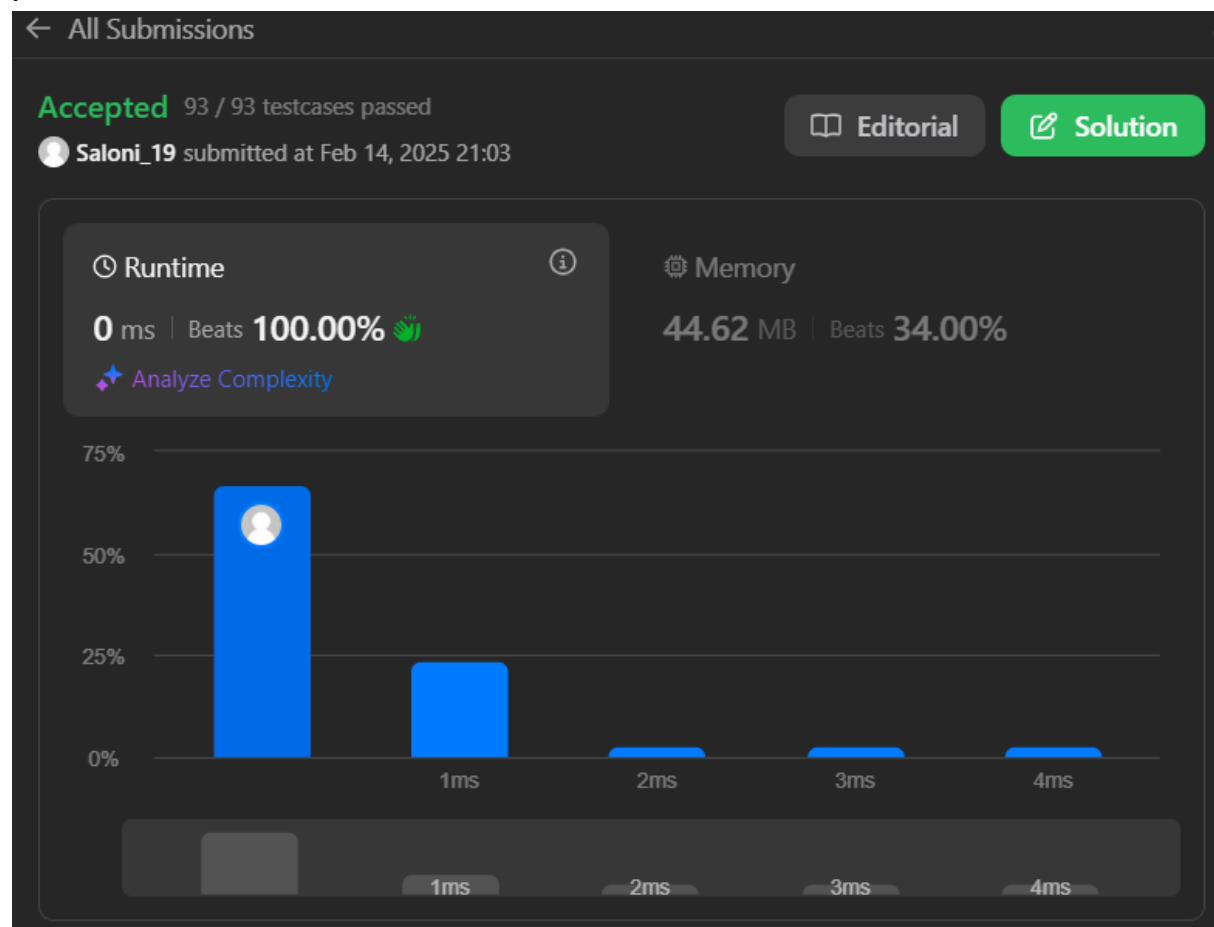 ← All Submissions
Accepted 93 / 93 testcases passed
Editorial
Solution
Saloni_19 submitted at Feb 14, 2025 21:03
Runtime
0 ms | Beats 100.00%
Analyze Complexity
Memory
44.62 MB | Beats 34.00%
75%
50%
25%
0%
1ms 2ms 3ms 4ms
1ms 2ms 3ms 4ms